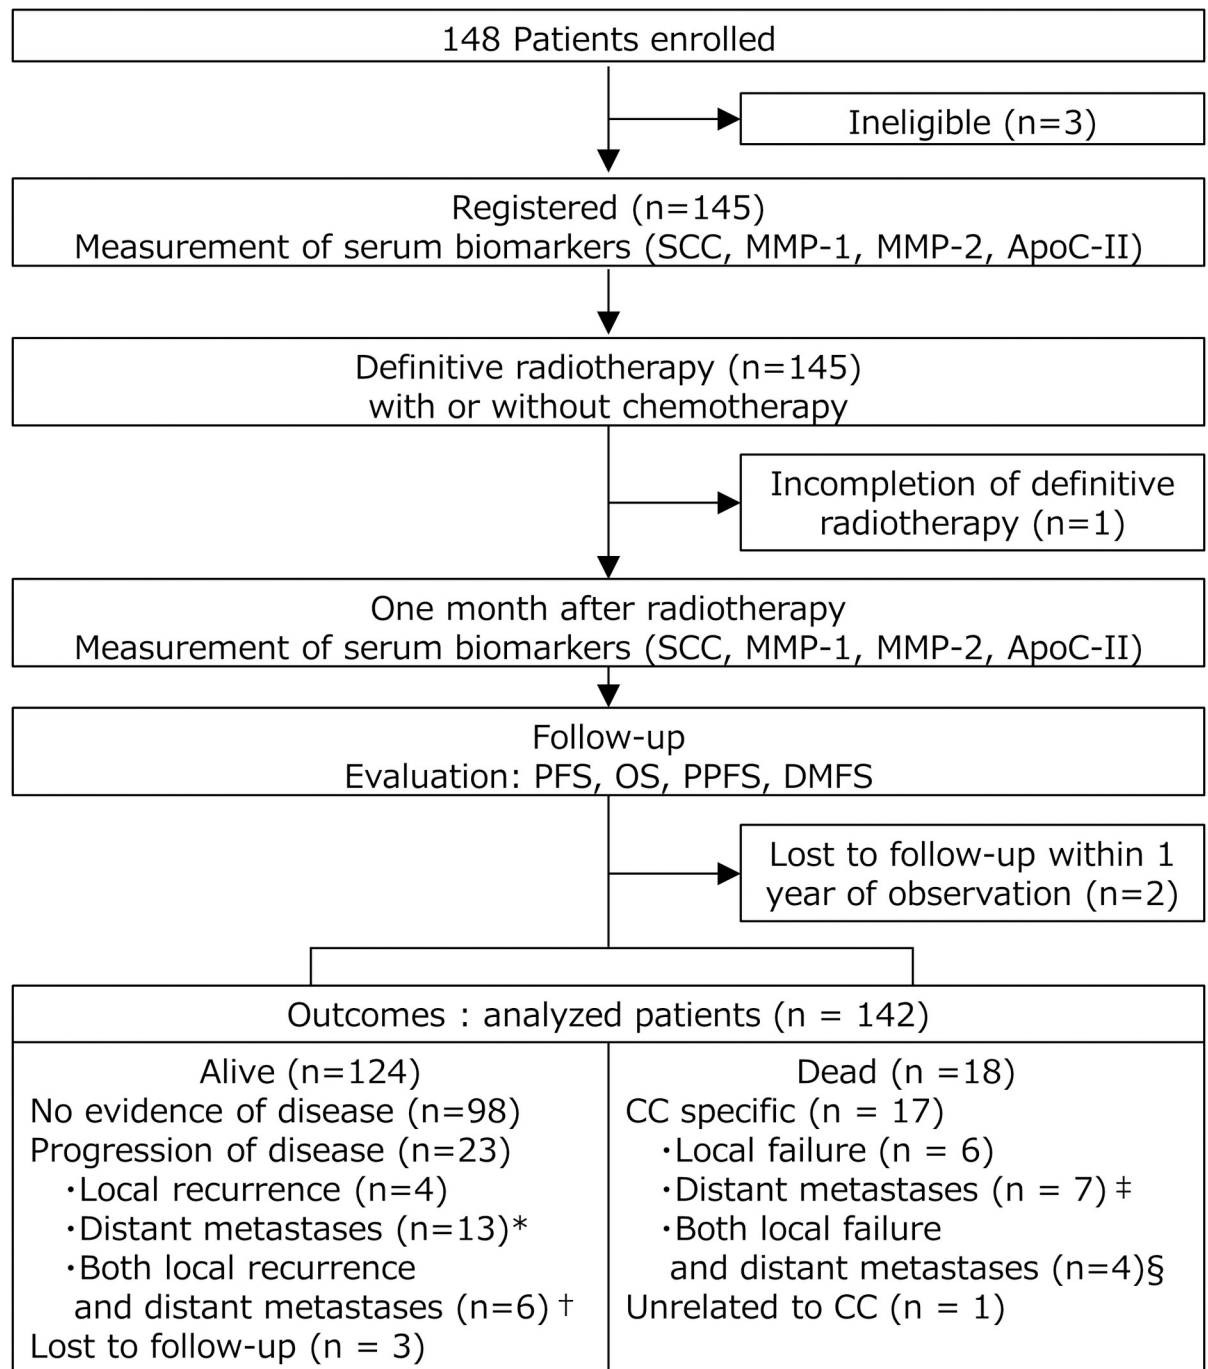 148 Patients enrolled
Ineligible (n=3)
Registered (n=145)
Measurement of serum biomarkers (SCC, MMP-1, MMP-2, ApoC-II)
Definitive radiotherapy (n=145)
with or without chemotherapy
Incompletion of definitive
radiotherapy (n=1)
One month after radiotherapy
Measurement of serum biomarkers (SCC, MMP-1, MMP-2, ApoC-II)
Follow-up
Evaluation: PFS, OS, PPFS, DMFS
Lost to follow-up within 1
year of observation (n=2)
Outcomes : analyzed patients (n = 142)
Alive (n=124)
No evidence of disease (n=98)
Progression of disease (n=23)
・Local recurrence (n=4)
・Distant metastases (n=13)*
・Both local recurrence
and distant metastases (n=6) †
Lost to follow-up (n = 3)
Dead (n =18)
CC specific (n = 17)
・Local failure (n = 6)
・Distant metastases (n = 7) ‡
・Both local failure
and distant metastases (n=4)§
Unrelated to CC (n = 1)